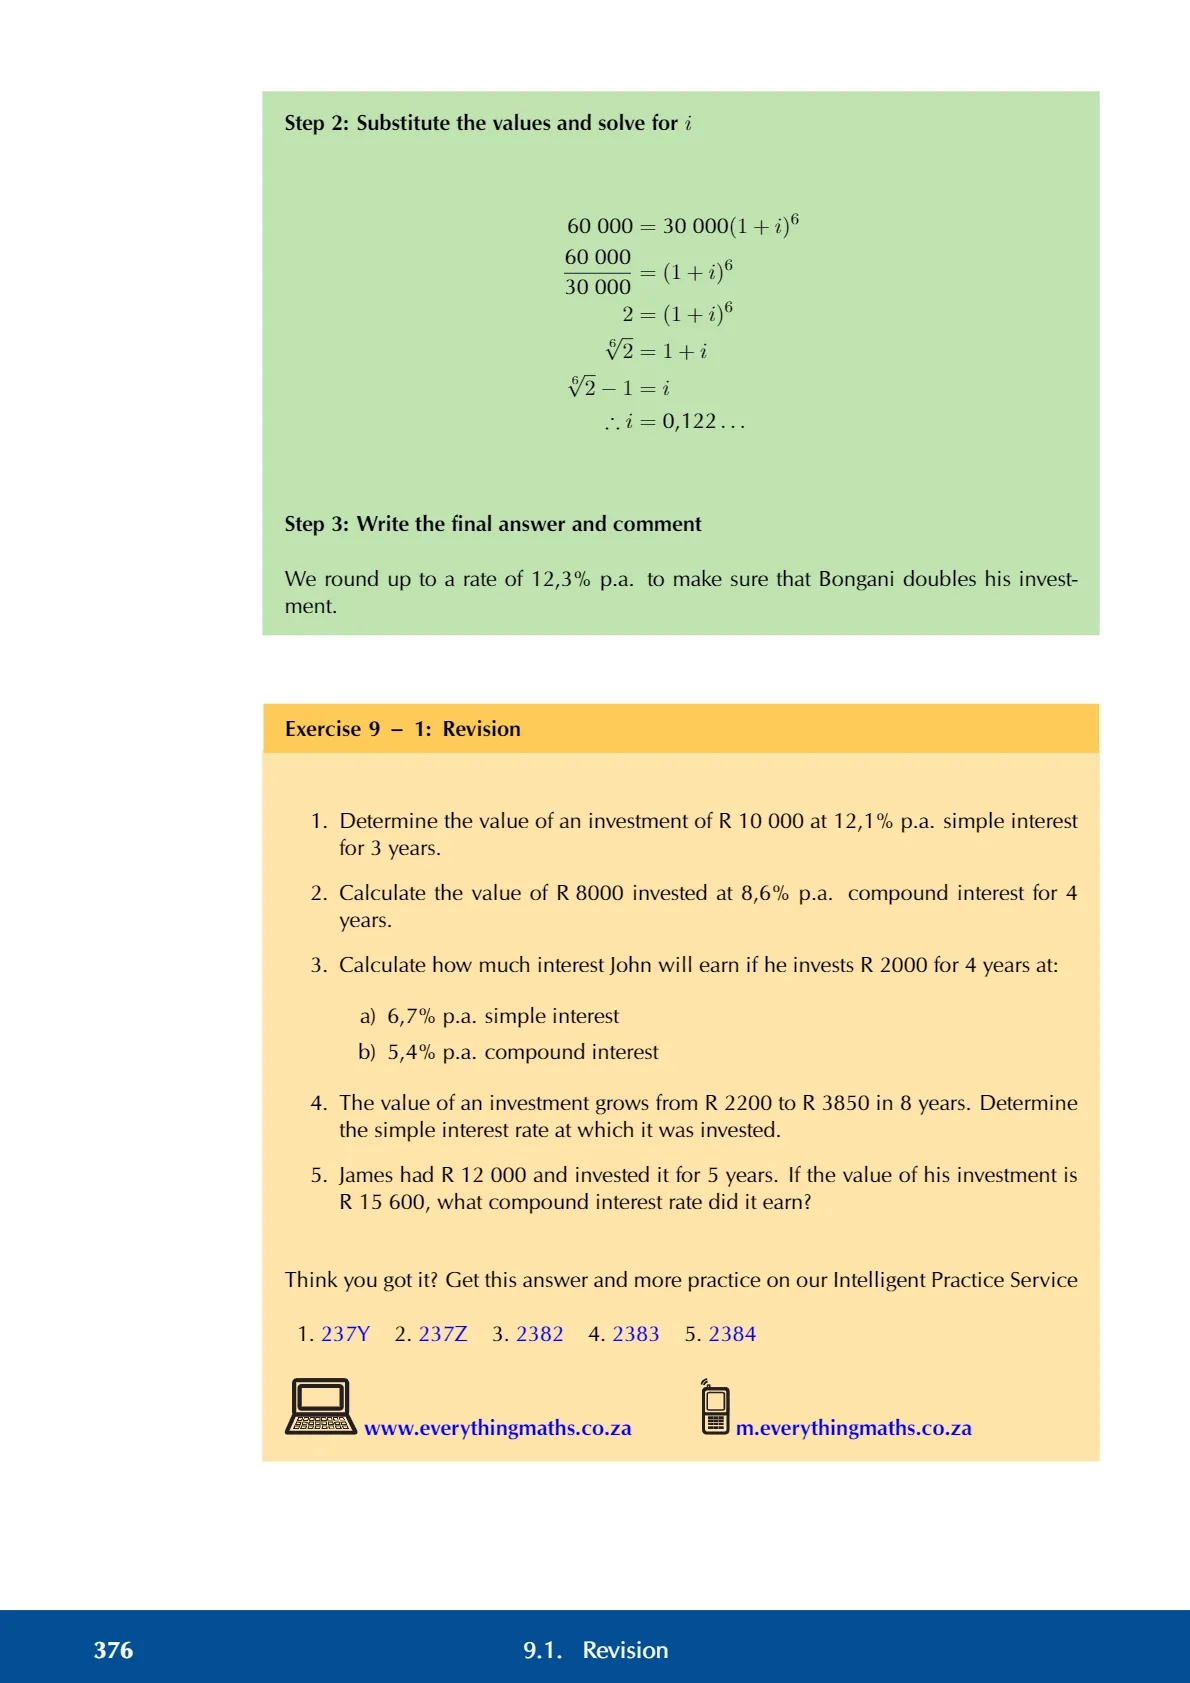 Step 2: Substitute the values and solve for i
60 000 = 30 000(1 + i)^6
60 000
30 000
= (1 + i)^6
2 = (1 + i)^6
\sqrt[6]{2} = 1 + i
\sqrt[6]{2} − 1 = i
∴ i = 0,122 . . .
Step 3: Write the final answer and comment
We round up to a rate of 12,3% p.a. to make sure that Bongani doubles his invest-
ment.
Exercise 9 – 1: Revision
1. Determine the value of an investment of R 10 000 at 12,1% p.a. simple interest
for 3 years.
2. Calculate the value of R 8000 invested at 8,6% p.a. compound interest for 4
years.
3. Calculate how much interest John will earn if he invests R 2000 for 4 years at:
a) 6,7% p.a. simple interest
b) 5,4% p.a. compound interest
4. The value of an investment grows from R 2200 to R 3850 in 8 years. Determine
the simple interest rate at which it was invested.
5. James had R 12 000 and invested it for 5 years. If the value of his investment is
R 15 600, what compound interest rate did it earn?
Think you got it? Get this answer and more practice on our Intelligent Practice Service
1. 237Y 2. 237Z 3. 2382 4. 2383 5. 2384
www.everythingmaths.co.za m.everythingmaths.co.za
376 9.1. Revision